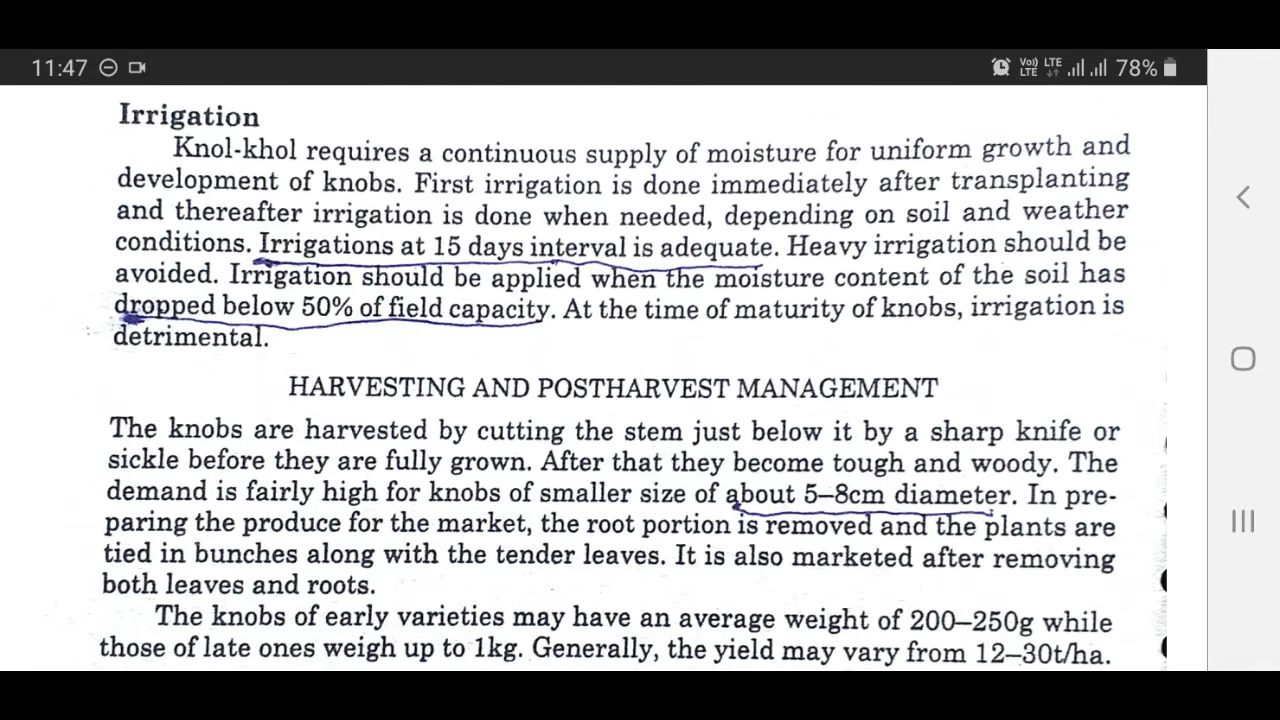 11:47
Vo)) LTE
LTE 78%
Irrigation
Knol-khol requires a continuous supply of moisture for uniform growth and
development of knobs. First irrigation is done immediately after transplanting
and thereafter irrigation is done when needed, depending on soil and weather
conditions. Irrigations at 15 days interval is adequate. Heavy irrigation should be
avoided. Irrigation should be applied when the moisture content of the soil has
dropped below 50% of field capacity. At the time of maturity of knobs, irrigation is
detrimental.
HARVESTING AND POSTHARVEST MANAGEMENT
The knobs are harvested by cutting the stem just below it by a sharp knife or
sickle before they are fully grown. After that they become tough and woody. The
demand is fairly high for knobs of smaller size of about 5–8cm diameter. In pre-
paring the produce for the market, the root portion is removed and the plants are
tied in bunches along with the tender leaves. It is also marketed after removing
both leaves and roots.
The knobs of early varieties may have an average weight of 200–250g while
those of late ones weigh up to 1kg. Generally, the yield may vary from 12–30t/ha.